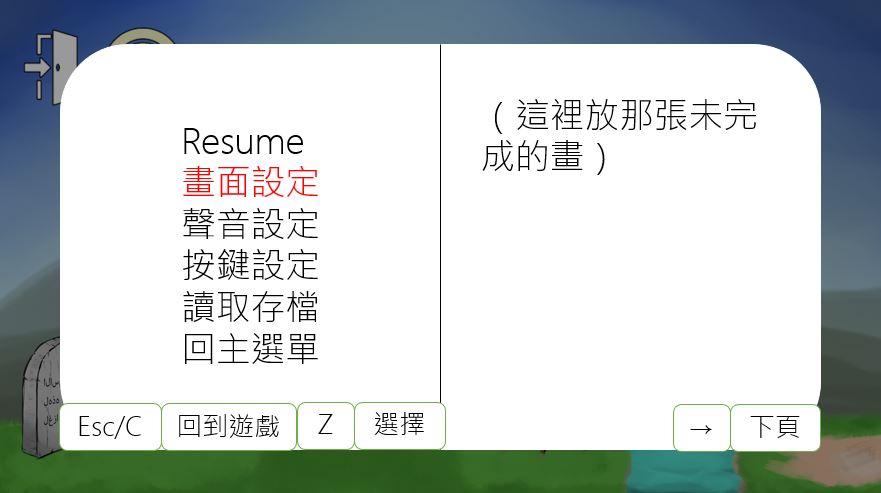 Resume
畫面設定
聲音設定
按鍵設定
讀取存檔
回主選單
（這裡放那張未完
成的畫）
Esc/C
回到遊戲
Z
選擇
→
下頁